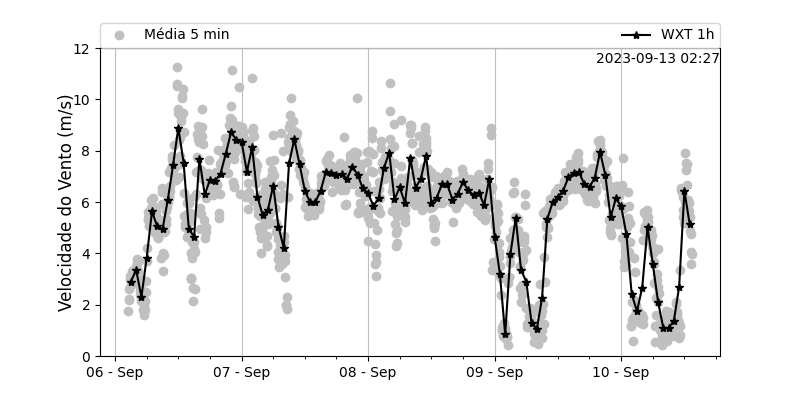 Média 5 min
WXT 1h
2023-09-13 02:27
Velocidade do Vento (m/s)
12
10
8
6
4
2
0
06 - Sep
07 - Sep
08 - Sep
09 - Sep
10 - Sep